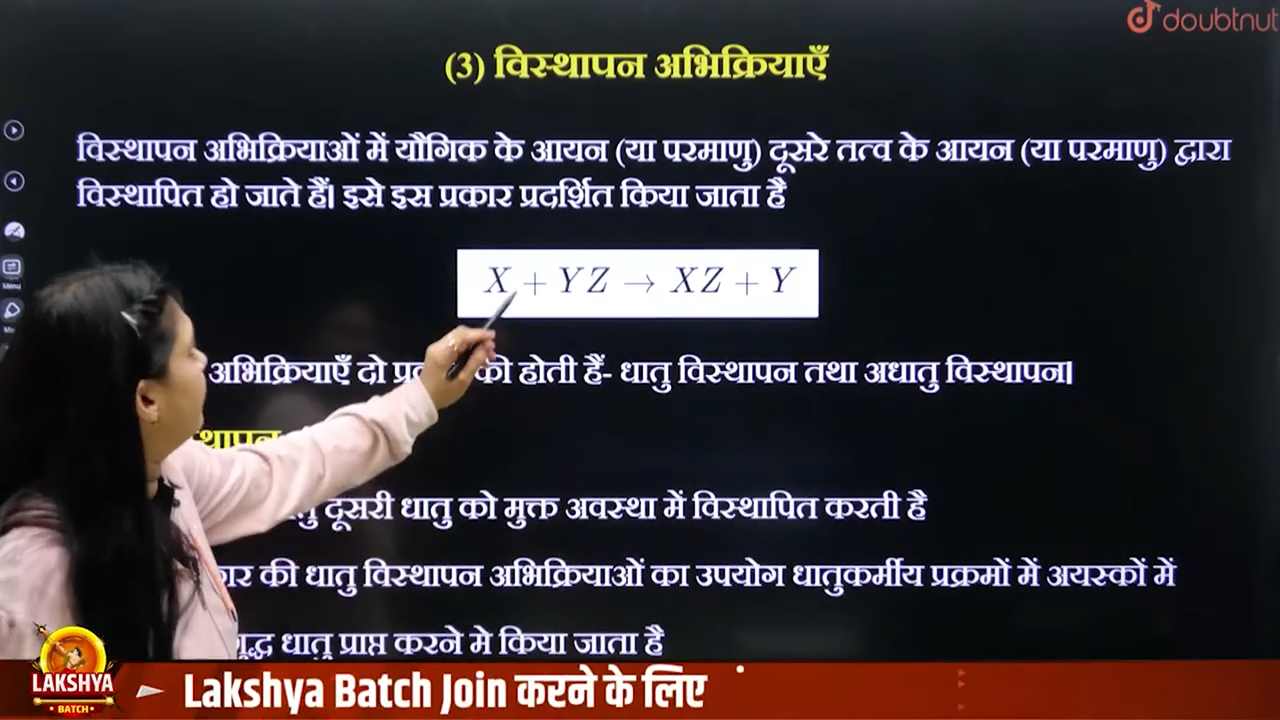 doubtnut
(3) विस्थापन अभिक्रियाएँ
विस्थापन अभिक्रियाओं में यौगिक के आयन (या परमाणु) दूसरे तत्व के आयन (या परमाणु) द्वारा
विस्थापित हो जाते हैं। इसे इस प्रकार प्रदर्शित किया जाता है
X + YZ → XZ + Y
अभिक्रियाएँ दो की होती हैं- धातु विस्थापन तथा अधातु विस्थापन।
दूसरी धातु को मुक्त अवस्था में विस्थापित करती है
की धातु विस्थापन अभिक्रियाओं का उपयोग धातुकर्मीय प्रक्रमों में अयस्कों में
धातु प्राप्त करने मे किया जाता है
Menu
LAKSHYA
BATCH
Lakshya Batch Join करने के लिए